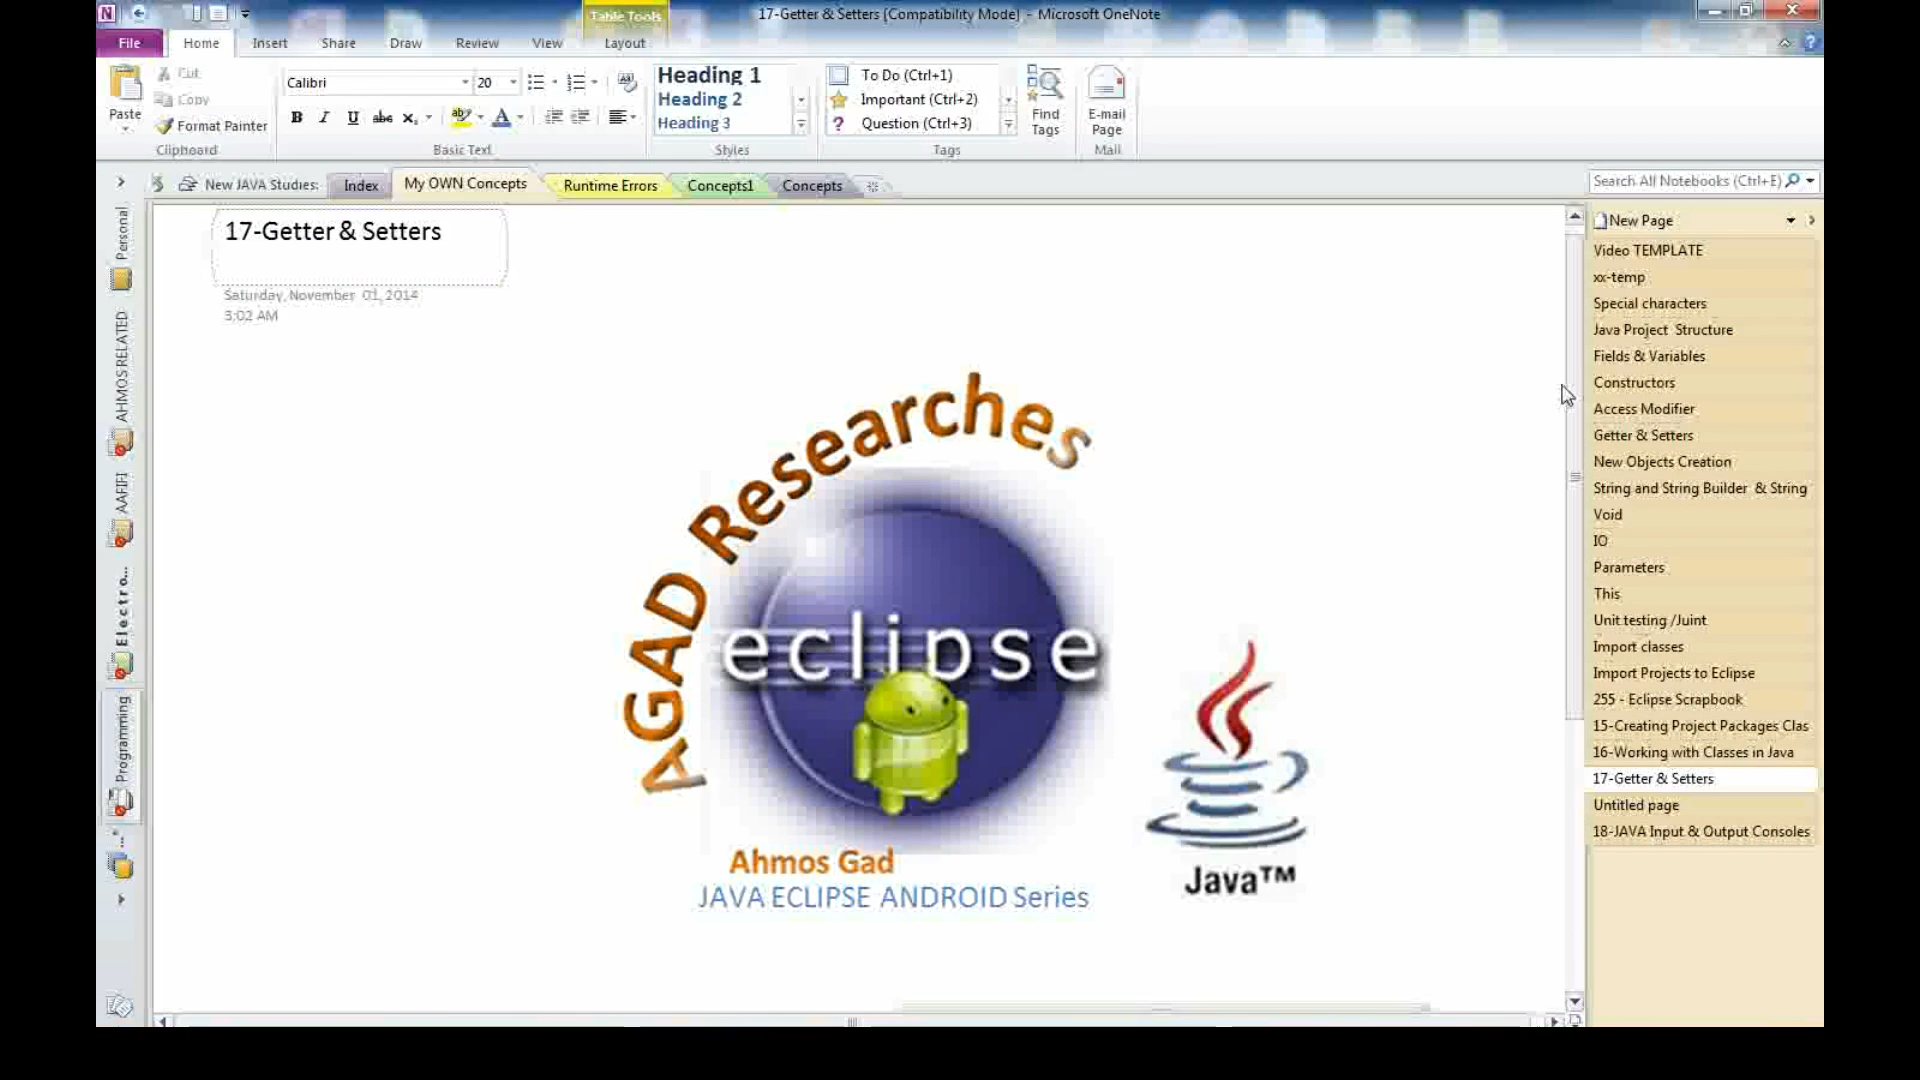 17-Getter & Setters [Compatibility Mode] - Microsoft OneNote
Table Tools
File Home Insert Share Draw Review View Layout
Paste
Cut
Copy
Format Painter
Clipboard
Calibri 20
B I U abc
Basic Text
Heading 1
Heading 2
Heading 3
Styles
To Do (Ctrl+1)
Important (Ctrl+2)
Question (Ctrl+3)
Tags
Find Tags
E-mail Page
Mail
New JAVA Studies: Index My OWN Concepts Runtime Errors Concepts1 Concepts
Search All Notebooks (Ctrl+E)
Personal
AHMOS RELATED
AAFIFI
Electro...
Programming
17-Getter & Setters
Saturday, November 01, 2014
3:02 AM
AGAD Researches
eclipse
Ahmos Gad
JAVA ECLIPSE ANDROID Series
Java™
New Page
Video TEMPLATE
xx-temp
Special characters
Java Project Structure
Fields & Variables
Constructors
Access Modifier
Getter & Setters
New Objects Creation
String and String Builder & String
Void
IO
Parameters
This
Unit testing /Juint
Import classes
Import Projects to Eclipse
255 - Eclipse Scrapbook
15-Creating Project Packages Clas
16-Working with Classes in Java
17-Getter & Setters
Untitled page
18-JAVA Input & Output Consoles